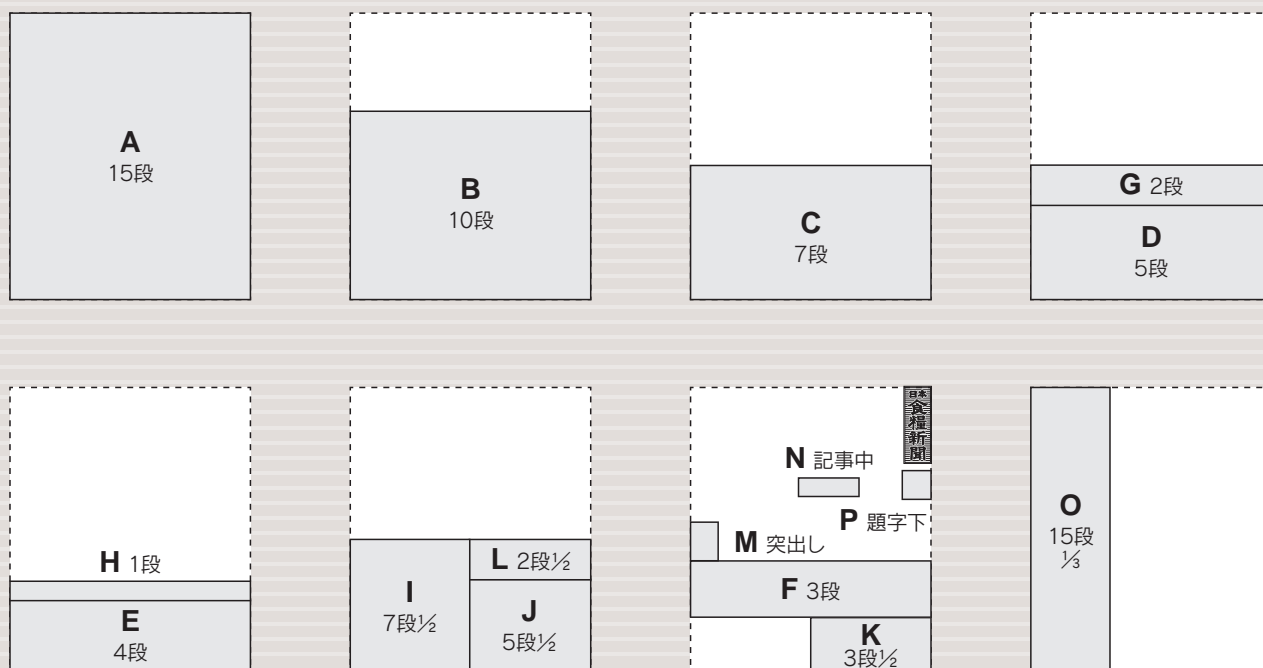 A
15段
B
10段
C
7段
G 2段
D
5段
H 1段
E
4段
I
7段½
L 2段½
J
5段½
日本
食糧新聞
N 記事中
P 題字下
M 突出し
F 3段
K
3段½
O
15段
⅓